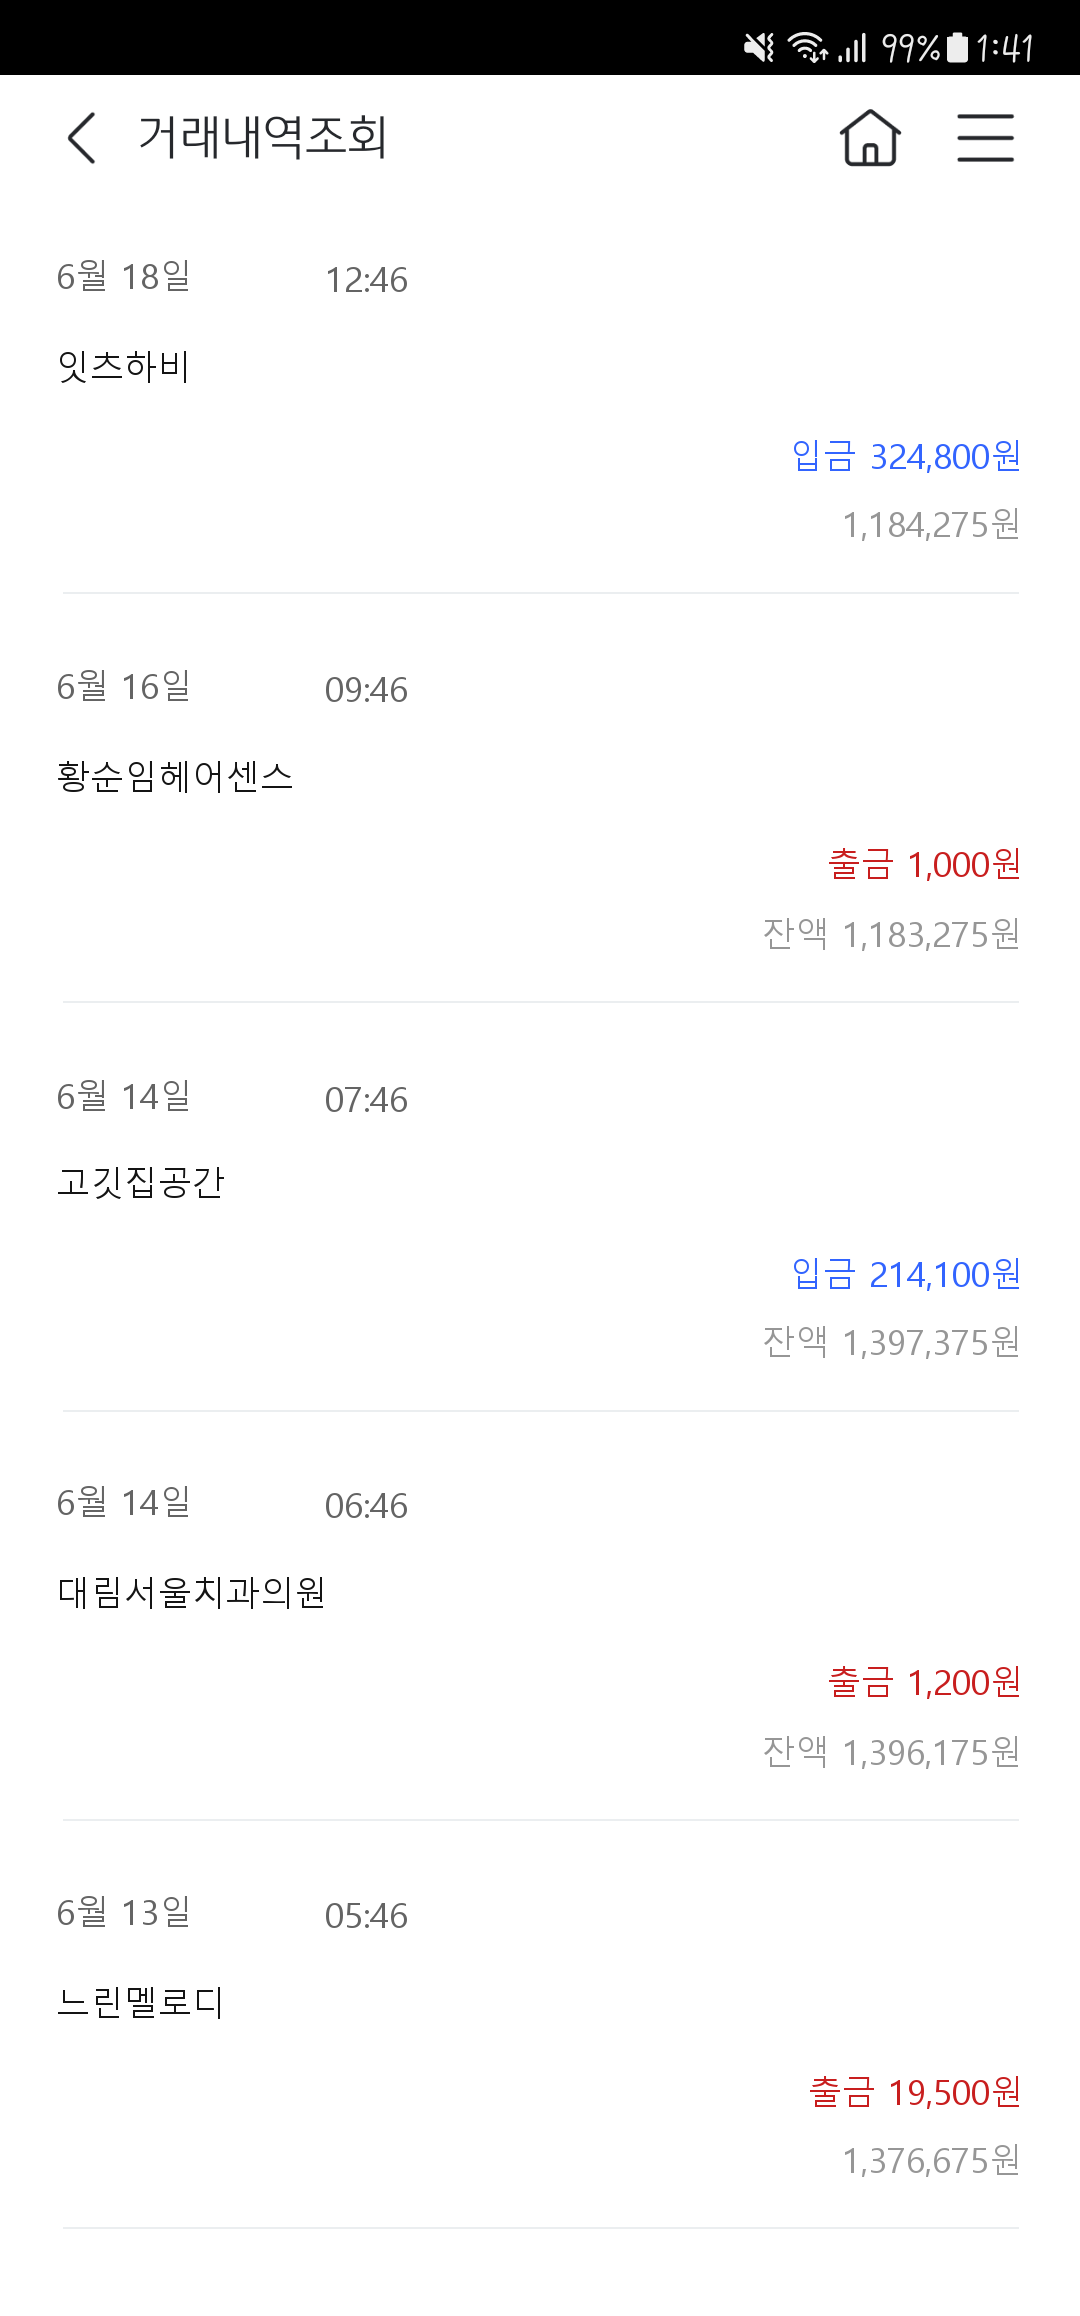 99% 1:41
거래내역조회
6월 18일 12:46
잇츠하비
입금 324,800원
1,184,275원
6월 16일 09:46
황순임헤어센스
출금 1,000원
잔액 1,183,275원
6월 14일 07:46
고깃집공간
입금 214,100원
잔액 1,397,375원
6월 14일 06:46
대림서울치과의원
출금 1,200원
잔액 1,396,175원
6월 13일 05:46
느린멜로디
출금 19,500원
1,376,675원